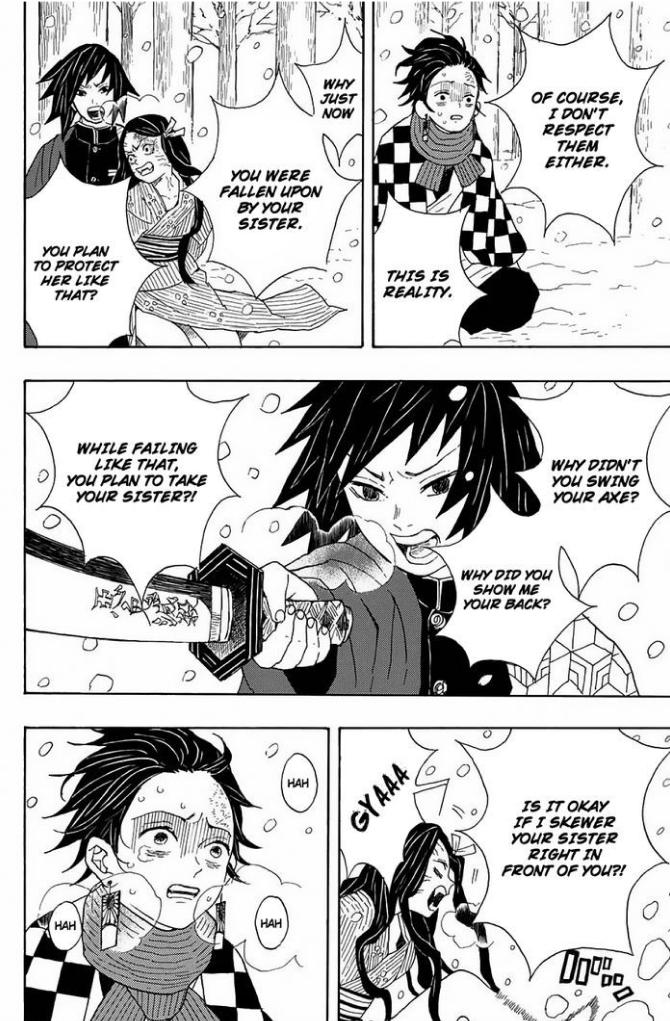 OF COURSE,
I DON'T
RESPECT
THEM
EITHER.
THIS IS
REALITY.
WHY
JUST
NOW
YOU WERE
FALLEN UPON
BY YOUR
SISTER.
YOU PLAN
TO PROTECT
HER LIKE
THAT?
WHY DIDN'T
YOU SWING
YOUR AXE?
WHY DID YOU
SHOW ME
YOUR BACK?
WHILE FAILING
LIKE THAT,
YOU PLAN TO TAKE
YOUR SISTER?!
IS IT OKAY
IF I SKEWER
YOUR SISTER
RIGHT IN
FRONT OF YOU?!
GYAAA
HAH
HAH
HAH